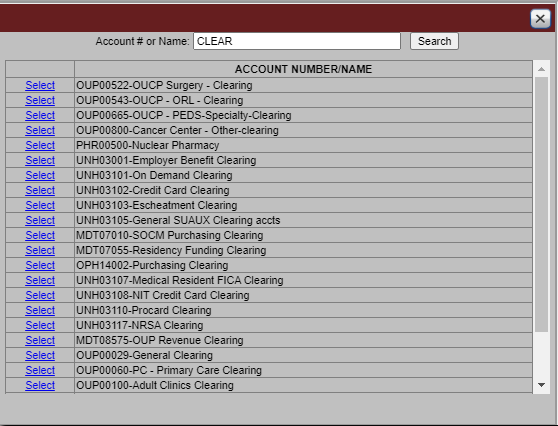 Account # or Name: CLEAR Search
ACCOUNT NUMBER/NAME
Select OUP00522-OUCP Surgery - Clearing
Select OUP00543-OUCP - ORL - Clearing
Select OUP00665-OUCP - PEDS-Specialty-Clearing
Select OUP00800-Cancer Center - Other-clearing
Select PHR00500-Nuclear Pharmacy
Select UNH03001-Employer Benefit Clearing
Select UNH03101-On Demand Clearing
Select UNH03102-Credit Card Clearing
Select UNH03103-Escheatment Clearing
Select UNH03105-General SUAUX Clearing accts
Select MDT07010-SOCM Purchasing Clearing
Select MDT07055-Residency Funding Clearing
Select OPH14002-Purchasing Clearing
Select UNH03107-Medical Resident FICA Clearing
Select UNH03108-NIT Credit Card Clearing
Select UNH03110-Procard Clearing
Select UNH03117-NRSA Clearing
Select MDT08575-OUP Revenue Clearing
Select OUP00029-General Clearing
Select OUP00060-PC - Primary Care Clearing
Select OUP00100-Adult Clinics Clearing